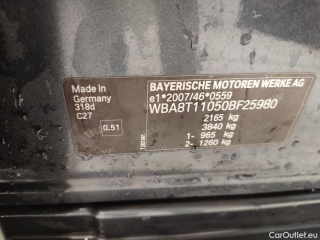 BAYERISCHE MOTOREN WERKE AG
e1*2007/46*0559
WBA8T11050BF25980
2165 kg
3840 kg
1- 965 kg
2- 1260 kg
Made in
Germany
318d
C27
0.51
CarOutlet.eu